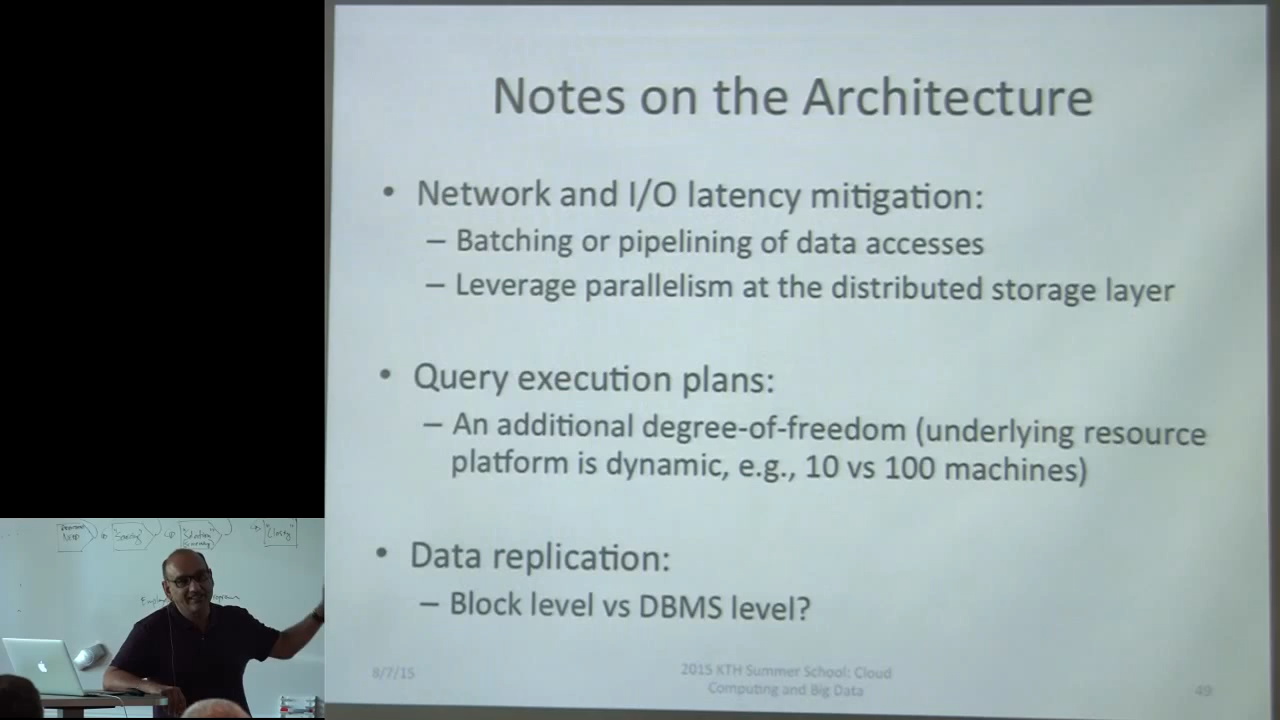 Notes on the Architecture
• Network and I/O latency mitigation:
– Batching or pipelining of data accesses
– Leverage parallelism at the distributed storage layer
• Query execution plans:
– An additional degree-of-freedom (underlying resource
platform is dynamic, e.g., 10 vs 100 machines)
• Data replication:
– Block level vs DBMS level?
8/7/15
2015 KTH Summer School: Cloud
Computing and Big Data
49
"Closing"